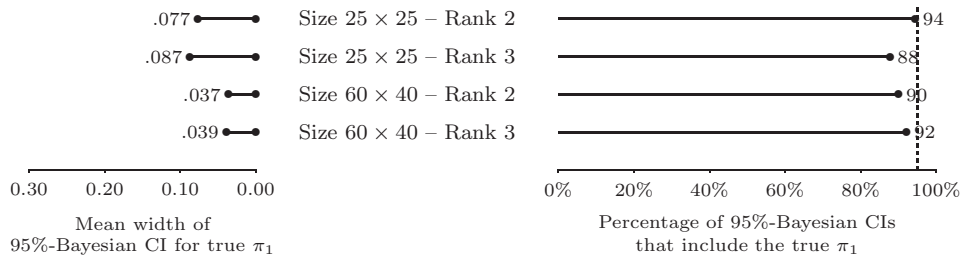 .077 Size 25 × 25 – Rank 2 94
.087 Size 25 × 25 – Rank 3 88
.037 Size 60 × 40 – Rank 2 90
.039 Size 60 × 40 – Rank 3 92
0.30 0.20 0.10 0.00 0% 20% 40% 60% 80% 100%
Mean width of
95%-Bayesian CI for true π₁
Percentage of 95%-Bayesian CIs
that include the true π₁